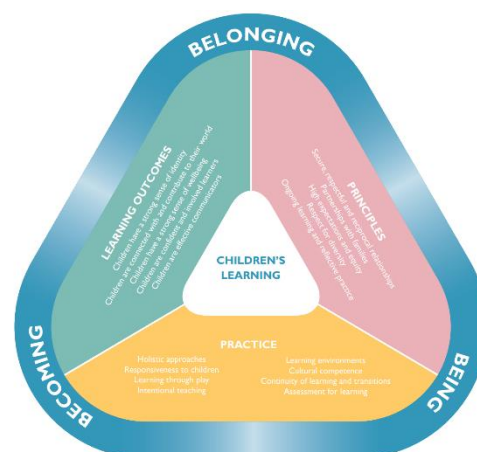 BELONGING
LEARNING OUTCOMES
Children have a strong sense of identity
Children are connected with and contribute to their world
Children have a strong sense of wellbeing
Children are confident and involved learners
Children are effective communicators
PRINCIPLES
Secure, respectful and reciprocal relationships
Partnerships with families
High expectations and equity
Respect for diversity
Ongoing learning and reflective practice
CHILDREN'S
LEARNING
PRACTICE
Holistic approaches
Responsiveness to children
Learning through play
Intentional teaching
Learning environments
Cultural competence
Continuity of learning and transitions
Assessment for learning
BECOMING
BEING